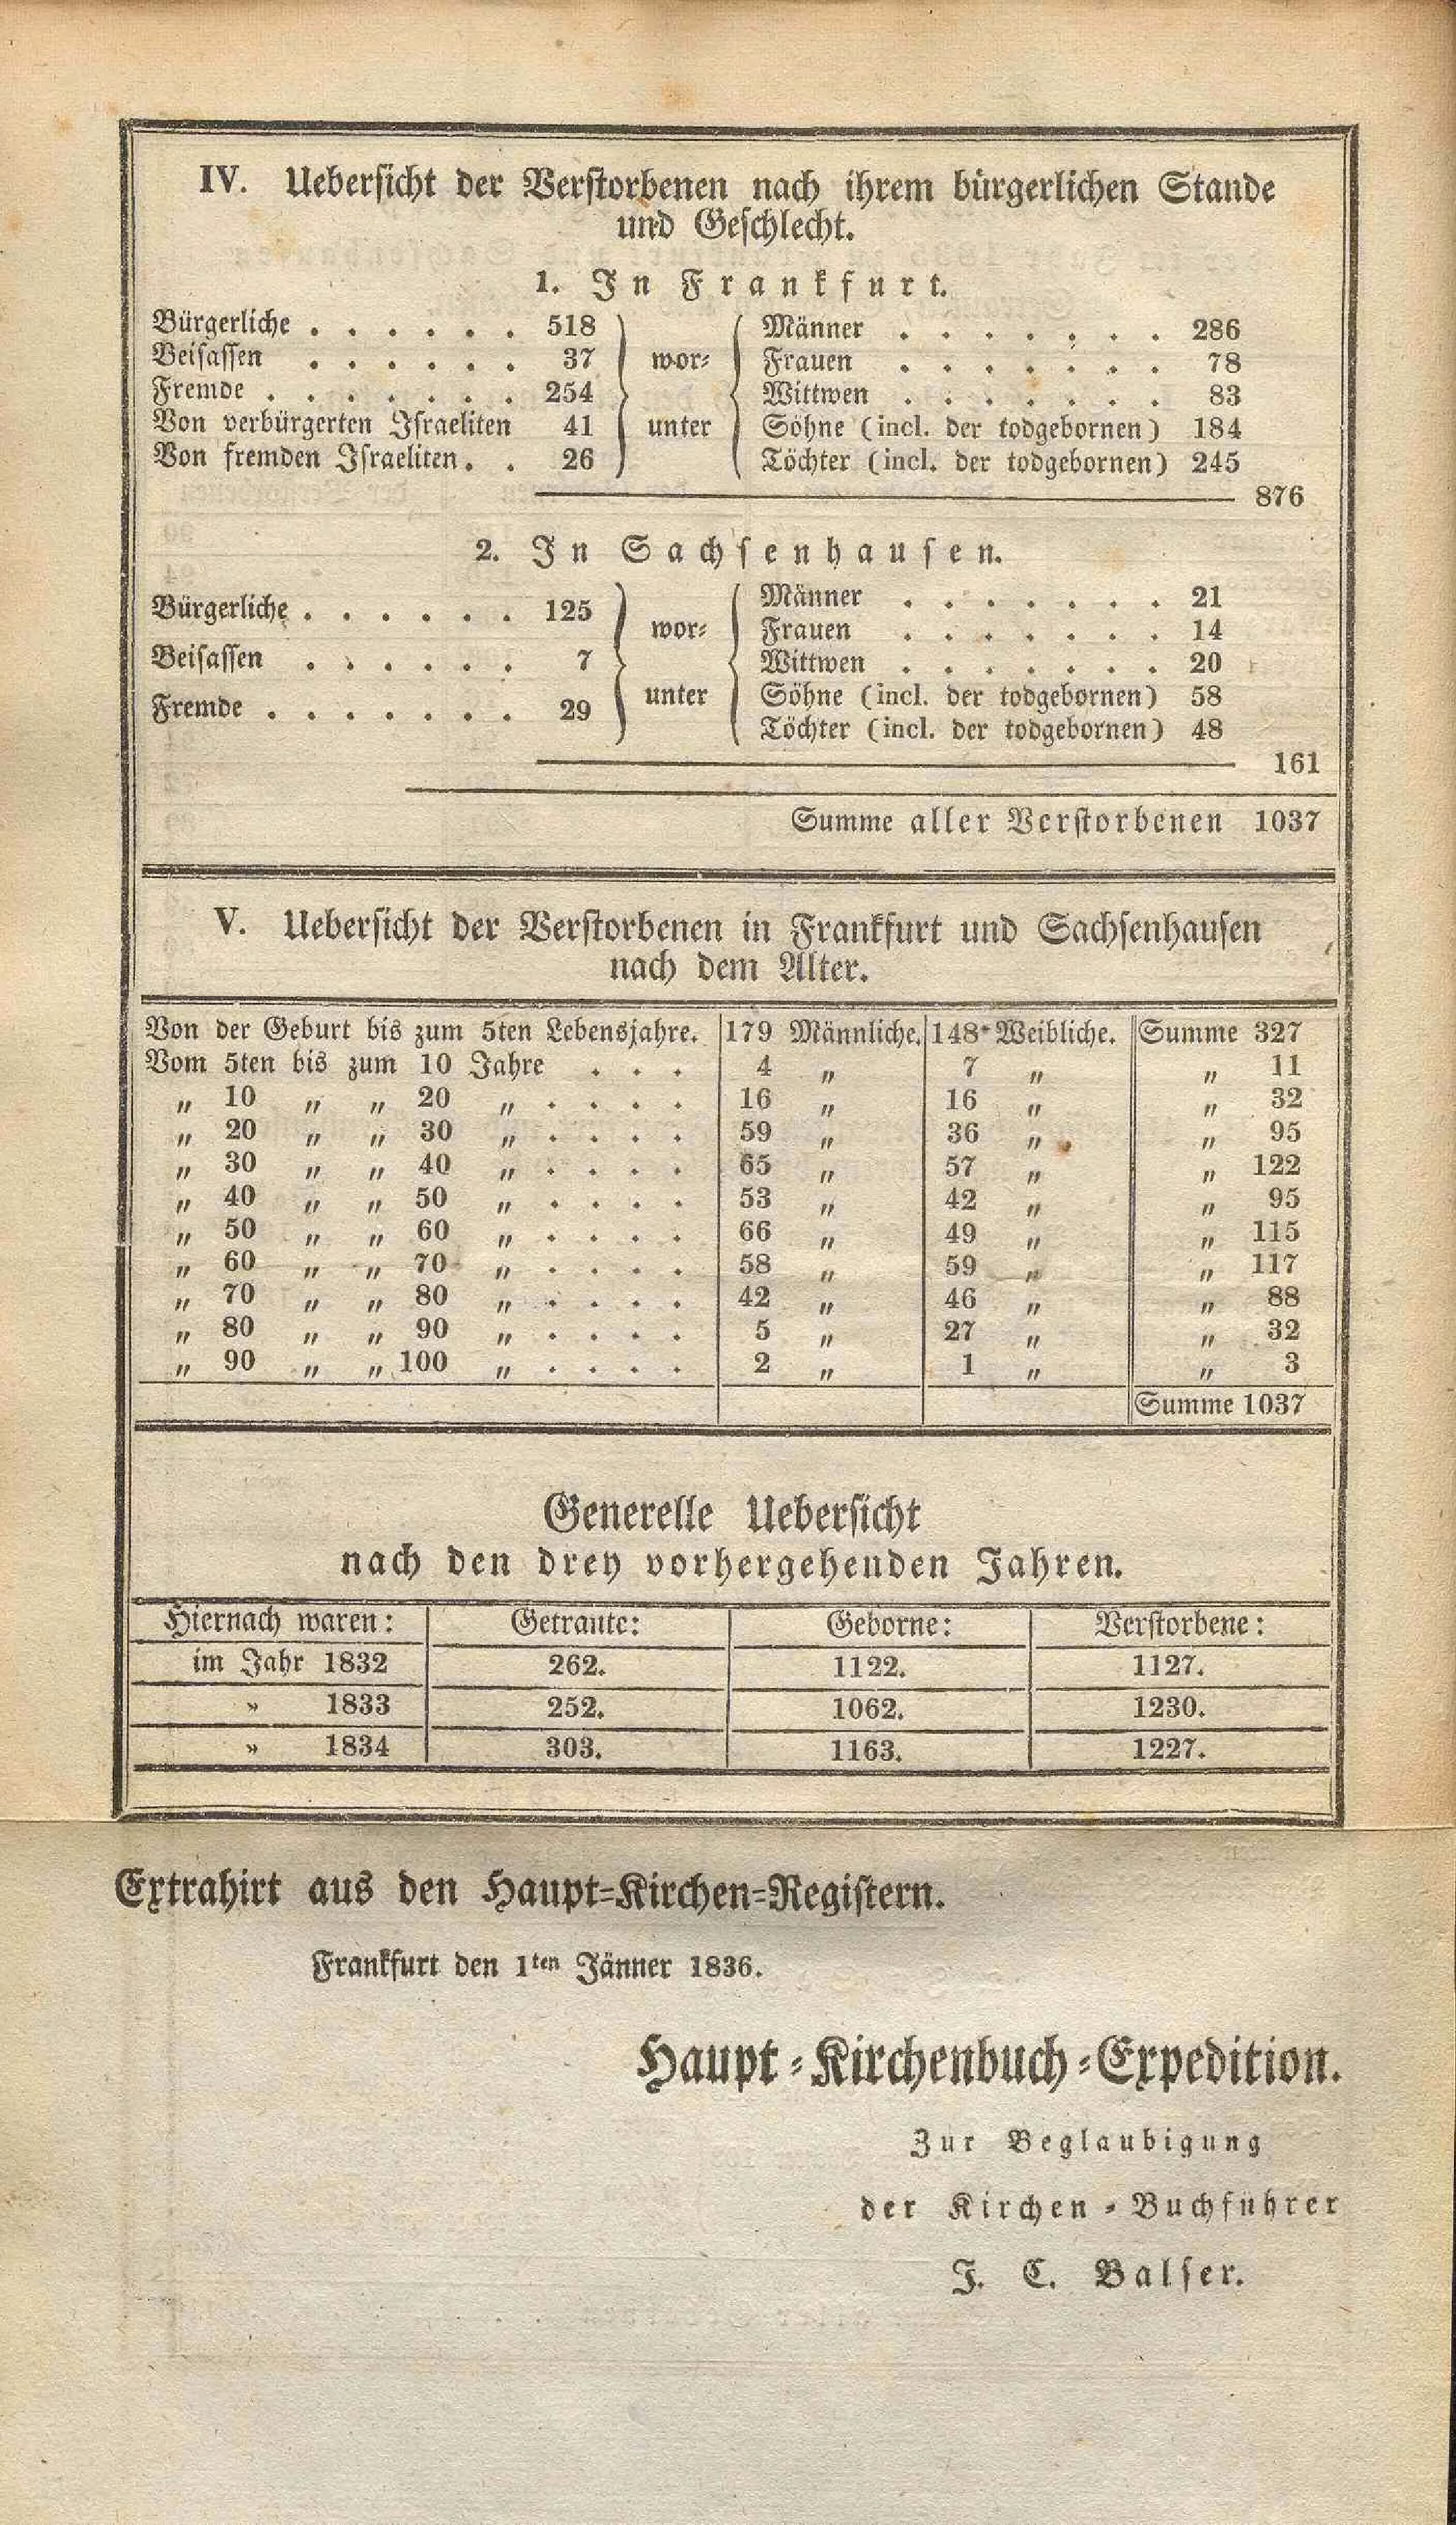 IV. Uebersicht der Verstorbenen nach ihrem bürgerlichen Stande
und Geschlecht.
1. In Frankfurt.
Bürgerliche . . . . . . 518 Männer . . . . . . . 286
Beisassen . . . . . . 37 wor= Frauen . . . . . . . 78
Fremde . . . . . . . 254 Wittwen . . . . . . . 83
Von verbürgerten Israeliten 41 unter Söhne (incl. der todgebornen) 184
Von fremden Israeliten. . 26 Töchter (incl. der todgebornen) 245
876
2. In Sachsenhausen.
Männer . . . . . . . 21
Bürgerliche . . . . . . 125 wor= Frauen . . . . . . . 14
Beisassen . . . . . . 7 Wittwen . . . . . . . 20
Fremde . . . . . . . 29 unter Söhne (incl. der todgebornen) 58
Töchter (incl. der todgebornen) 48
161
Summe aller Verstorbenen 1037
V. Uebersicht der Verstorbenen in Frankfurt und Sachsenhausen
nach dem Alter.
Von der Geburt bis zum 5ten Lebensjahre. 179 Männliche. 148 Weibliche. Summe 327
Vom 5ten bis zum 10 Jahre . . . 4 „ 7 „ „ 11
„ 10 „ „ 20 „ . . . . 16 „ 16 „ „ 32
„ 20 „ „ 30 „ . . . . 59 „ 36 „ „ 95
„ 30 „ „ 40 „ . . . . 65 „ 57 „ „ 122
„ 40 „ „ 50 „ . . . . 53 „ 42 „ „ 95
„ 50 „ „ 60 „ . . . . 66 „ 49 „ „ 115
„ 60 „ „ 70 „ . . . . 58 „ 59 „ „ 117
„ 70 „ „ 80 „ . . . . 42 „ 46 „ „ 88
„ 80 „ „ 90 „ . . . . 5 „ 27 „ „ 32
„ 90 „ „ 100 „ . . . . 2 „ 1 „ „ 3
Summe 1037
Generelle Uebersicht
nach den drey vorhergehenden Jahren.
Hiernach waren: Getraute: Geborne: Verstorbene:
im Jahr 1832 262. 1122. 1127.
» 1833 252. 1062. 1230.
» 1834 303. 1163. 1227.
Extrahirt aus den Haupt=Kirchen=Registern.
Frankfurt den 1ten Jänner 1836.
Haupt=Kirchenbuch=Expedition.
Zur Beglaubigung
der Kirchen=Buchführer
J. C. Balser.